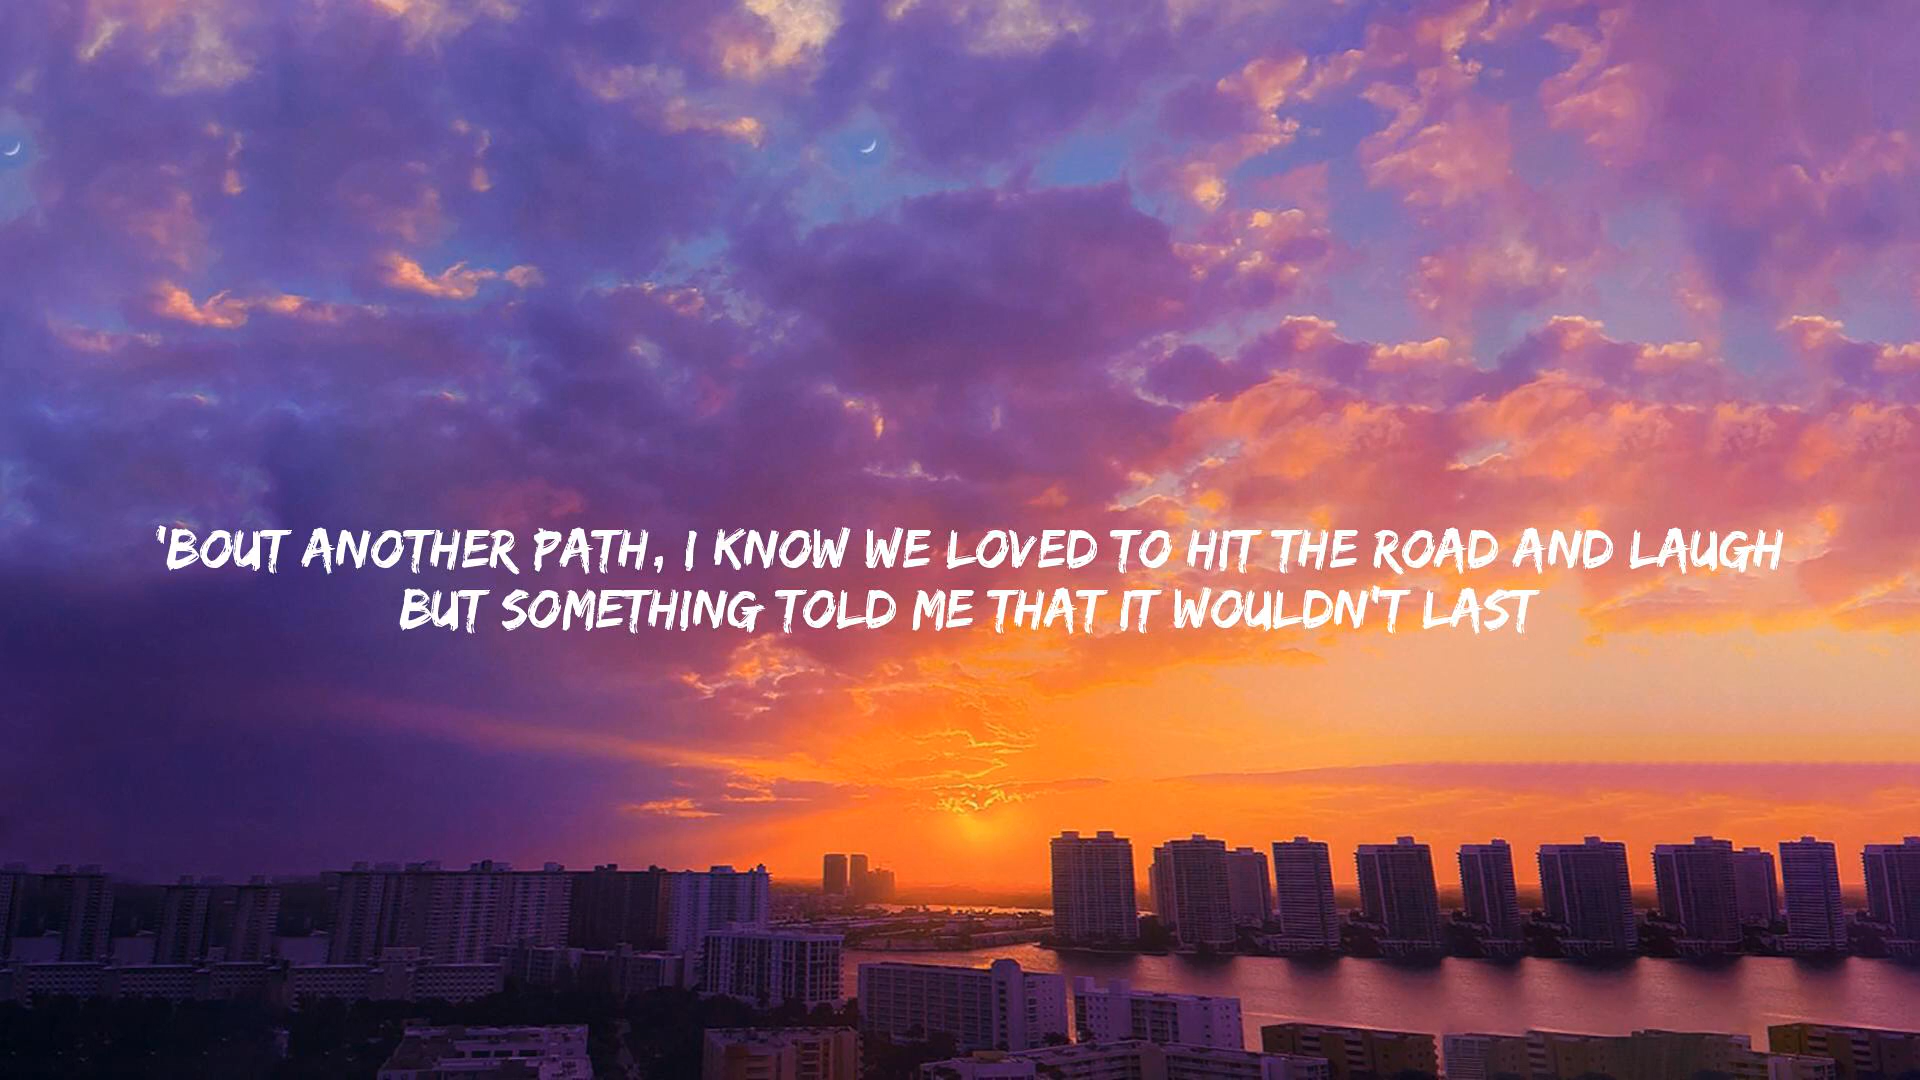 'BOUT ANOTHER PATH, I KNOW WE LOVED TO HIT THE ROAD AND LAUGH
BUT SOMETHING TOLD ME THAT IT WOULDN'T LAST